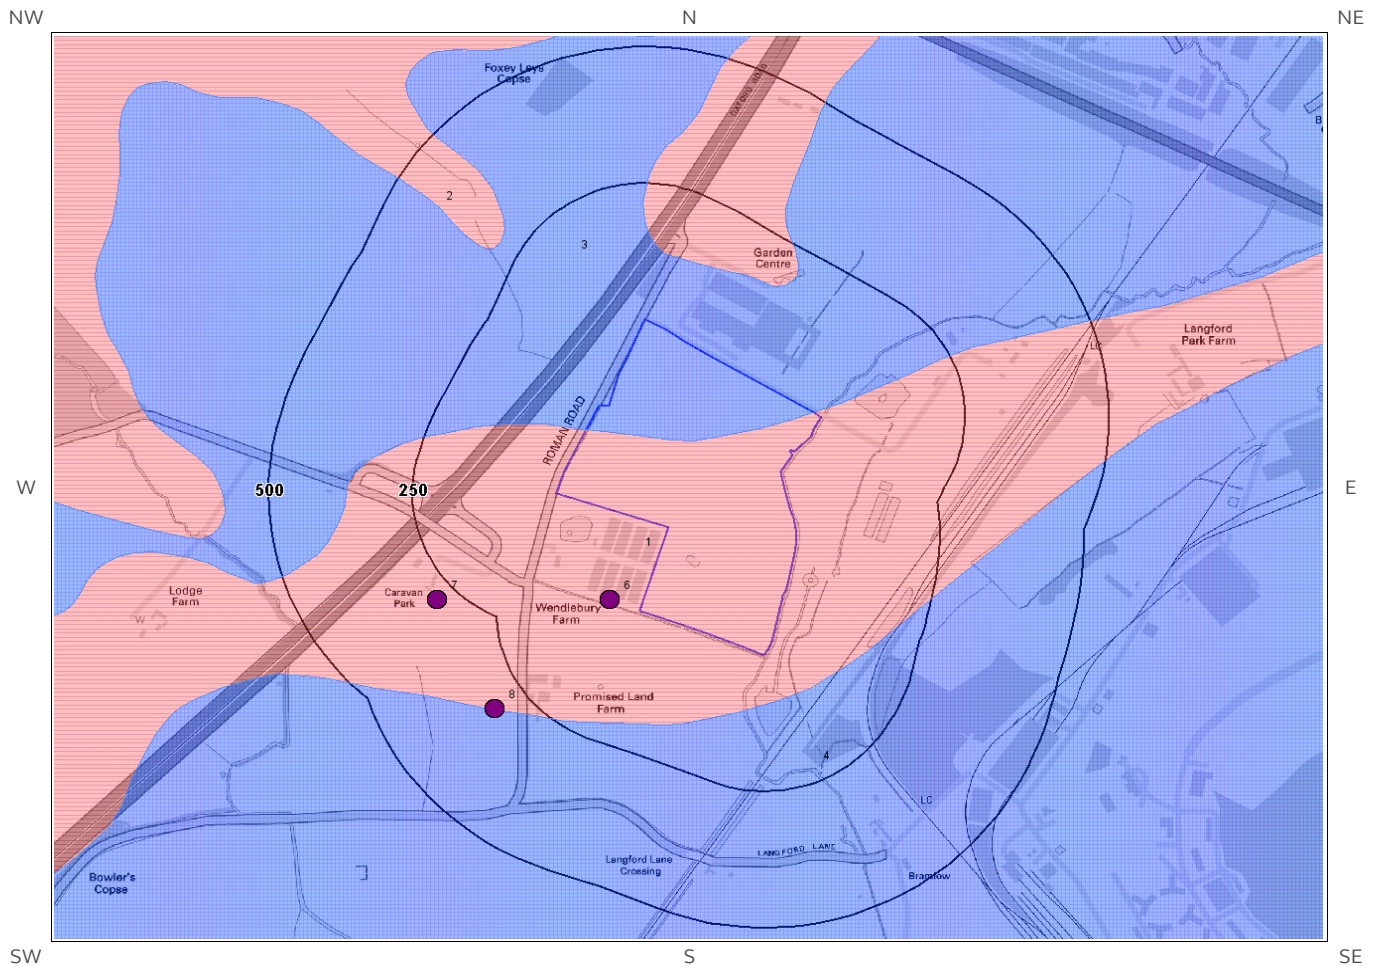 NW
N
NE
Foxey Leys
Copse
OXFORD ROAD
B
2
3
Garden
Centre
Langford
Park Farm
LC
ROMAN ROAD
W
500
250
E
1
7
6
Lodge
Farm
Caravan
Park
Wendlebury
Farm
W
8
Promised Land
Farm
4
LC
LANGFORD LANE
Langford Lane
Crossing
Bowler's
Copse
Bramlow
SW
S
SE